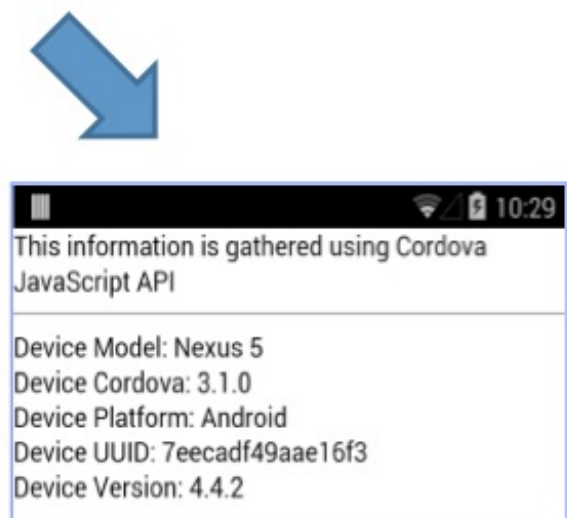 10:29
This information is gathered using Cordova
JavaScript API
Device Model: Nexus 5
Device Cordova: 3.1.0
Device Platform: Android
Device UUID: 7eecadf49aae16f3
Device Version: 4.4.2